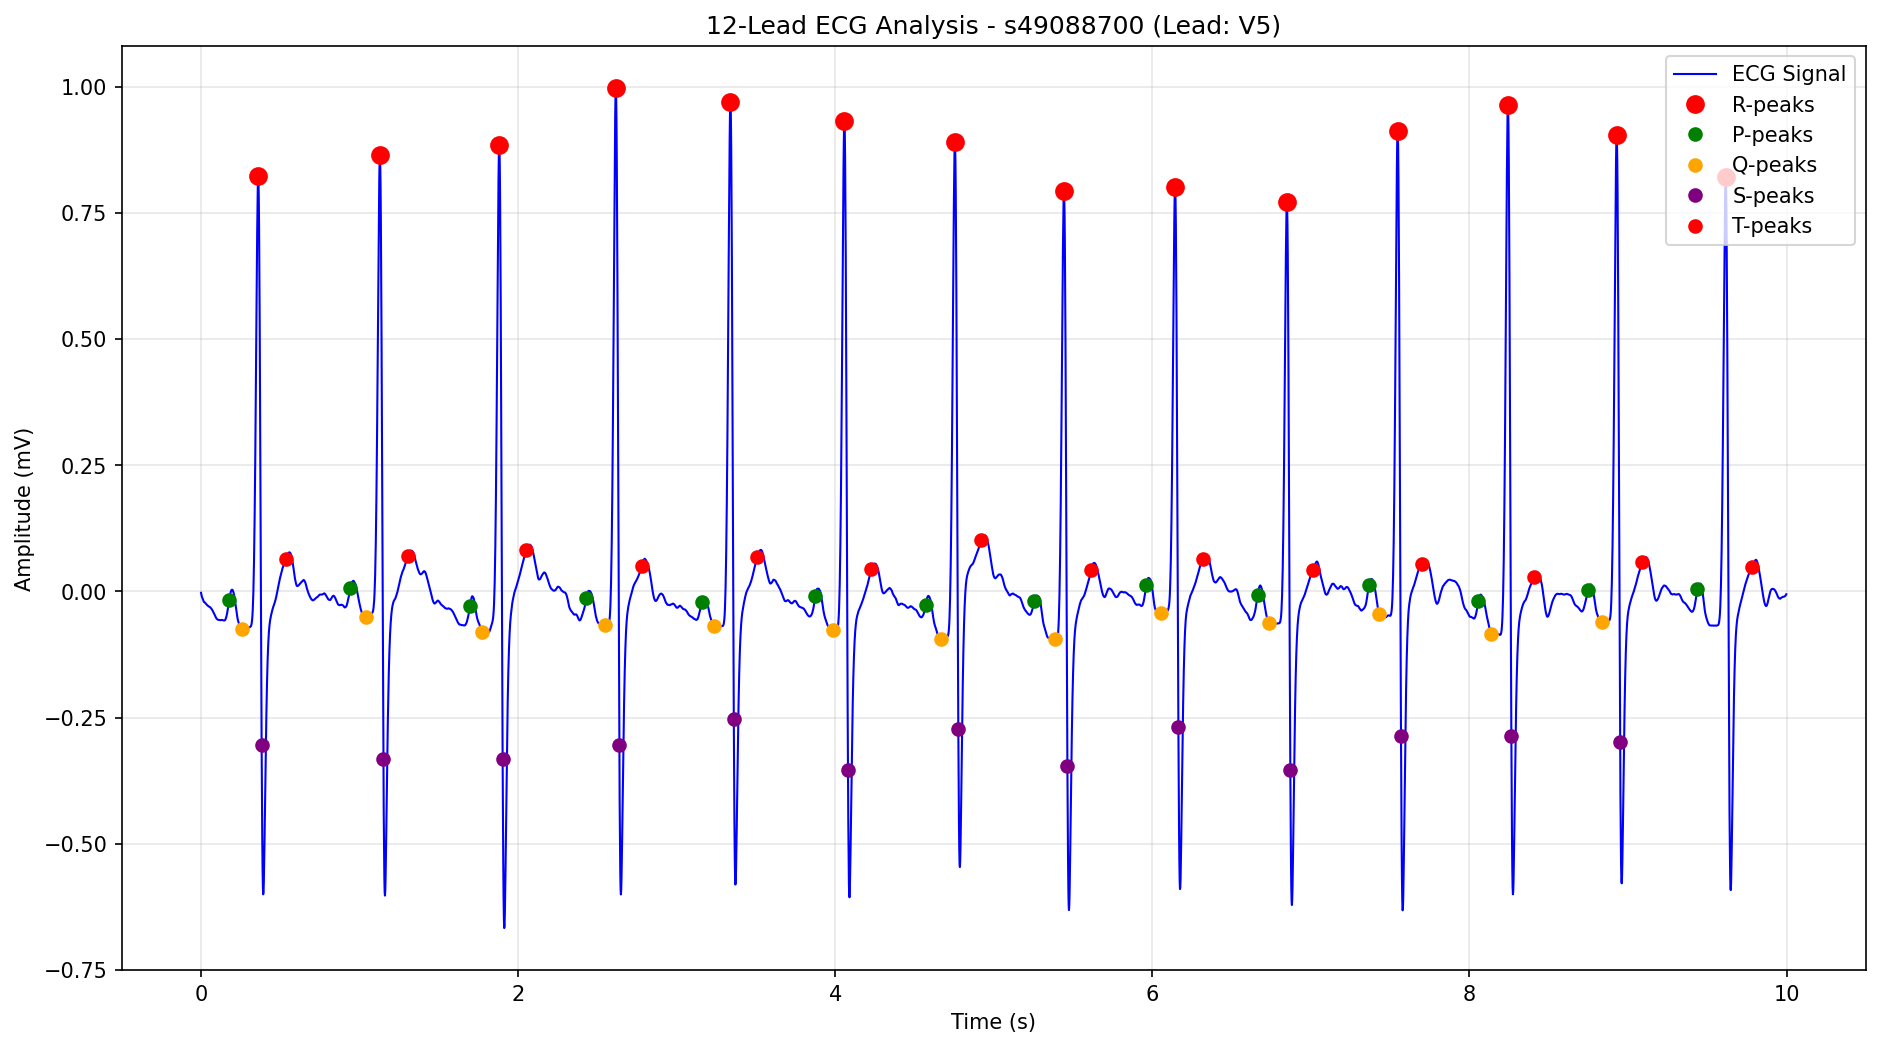 12-Lead ECG Analysis - s49088700 (Lead: V5)
ECG Signal
R-peaks
P-peaks
Q-peaks
S-peaks
T-peaks
Amplitude (mV)
1.00
0.75
0.50
0.25
0.00
−0.25
−0.50
−0.75
0
2
4
6
8
10
Time (s)